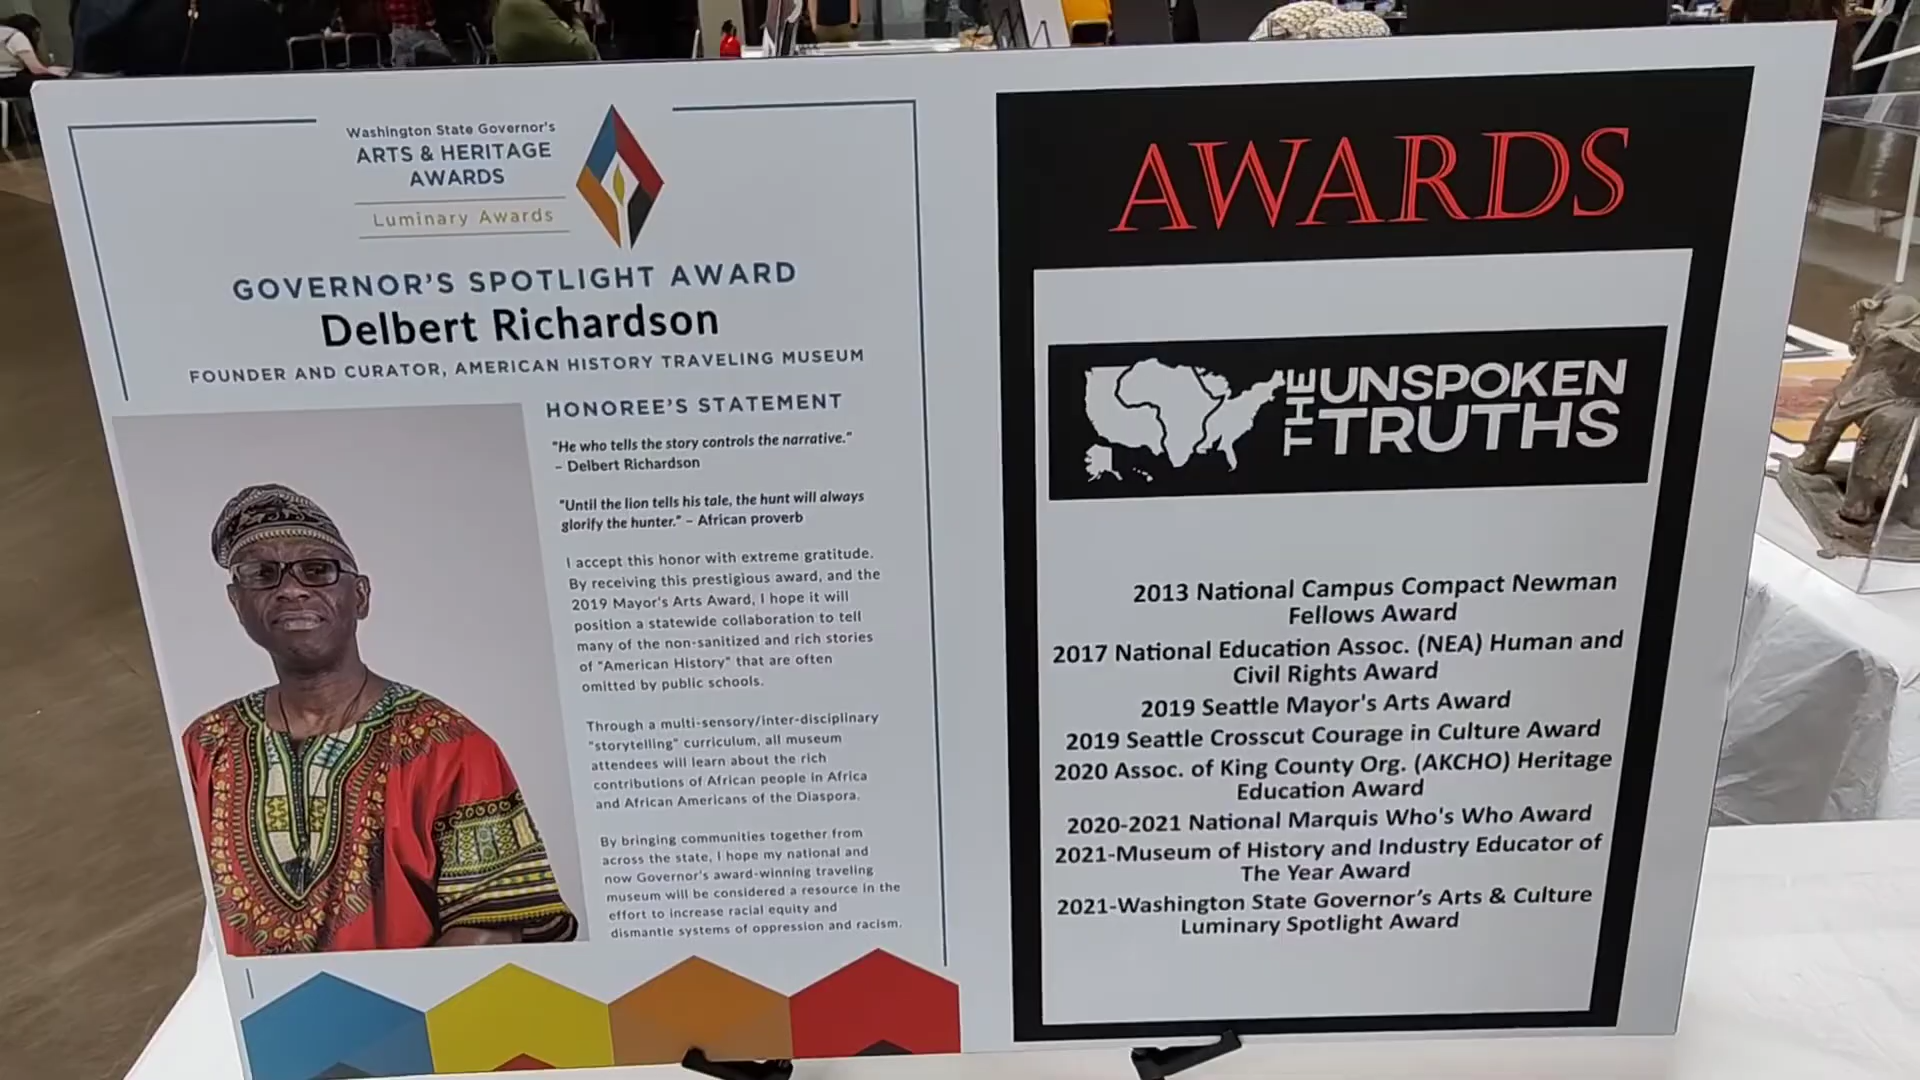 Washington State Governor's
ARTS & HERITAGE
AWARDS
Luminary Awards
GOVERNOR'S SPOTLIGHT AWARD
Delbert Richardson
FOUNDER AND CURATOR, AMERICAN HISTORY TRAVELING MUSEUM
HONOREE'S STATEMENT
"He who tells the story controls the narrative."
– Delbert Richardson
"Until the lion tells his tale, the hunt will always
glorify the hunter." – African proverb
I accept this honor with extreme gratitude.
By receiving this prestigious award, and the
2019 Mayor's Arts Award, I hope it will
position a statewide collaboration to tell
many of the non-sanitized and rich stories
of "American History" that are often
omitted by public schools.
Through a multi-sensory/inter-disciplinary
"storytelling" curriculum, all museum
attendees will learn about the rich
contributions of African people in Africa
and African Americans of the Diaspora.
By bringing communities together from
across the state, I hope my national and
now Governor's award-winning traveling
museum will be considered a resource in the
effort to increase racial equity and
dismantle systems of oppression and racism.
AWARDS
THE UNSPOKEN
TRUTHS
2013 National Campus Compact Newman
Fellows Award
2017 National Education Assoc. (NEA) Human and
Civil Rights Award
2019 Seattle Mayor's Arts Award
2019 Seattle Crosscut Courage in Culture Award
2020 Assoc. of King County Org. (AKCHO) Heritage
Education Award
2020-2021 National Marquis Who's Who Award
2021-Museum of History and Industry Educator of
The Year Award
2021-Washington State Governor's Arts & Culture
Luminary Spotlight Award